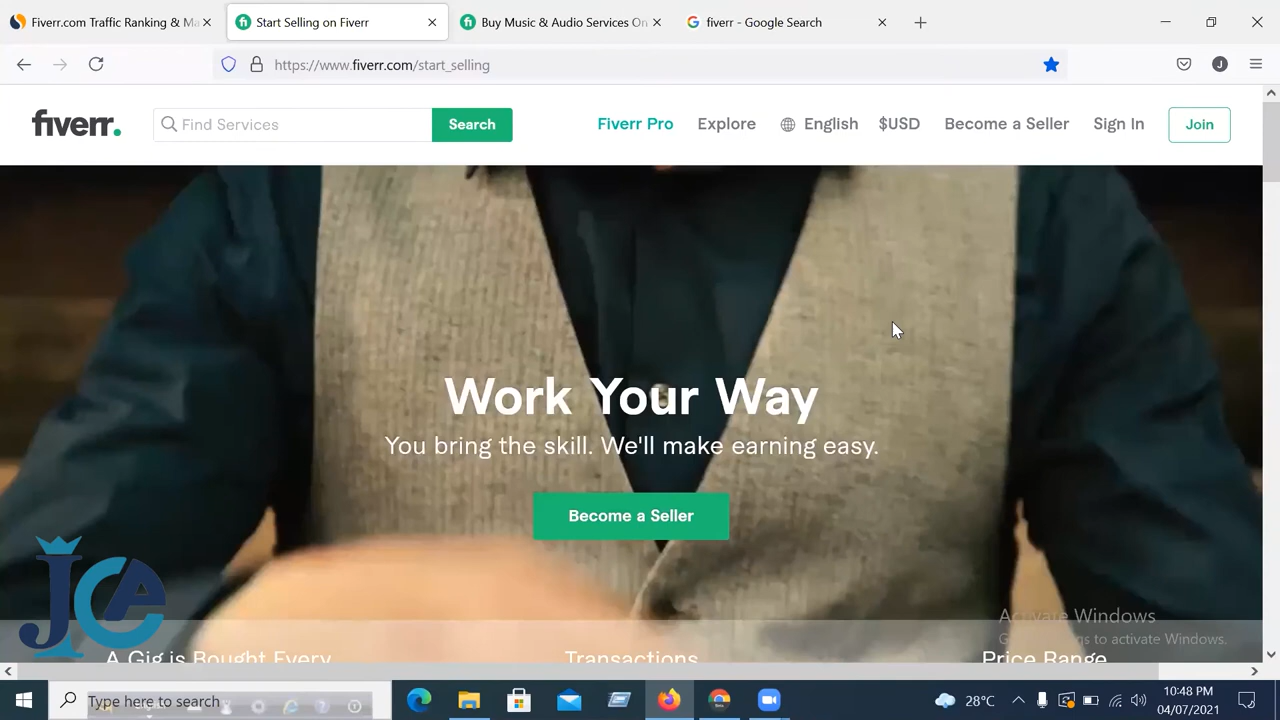 Fiverr.com Traffic Ranking & Ma
Start Selling on Fiverr
Buy Music & Audio Services On
fiverr - Google Search
https://www.fiverr.com/start_selling
J
fiverr.
Find Services
Search
Fiverr Pro
Explore
English
$USD
Become a Seller
Sign In
Join
Work Your Way
You bring the skill. We'll make earning easy.
Become a Seller
JCA
Activate Windows
to activate Windows.
A Gig is Bought Every
Transactions
Price Range
Type here to search
28°C
10:48 PM
04/07/2021